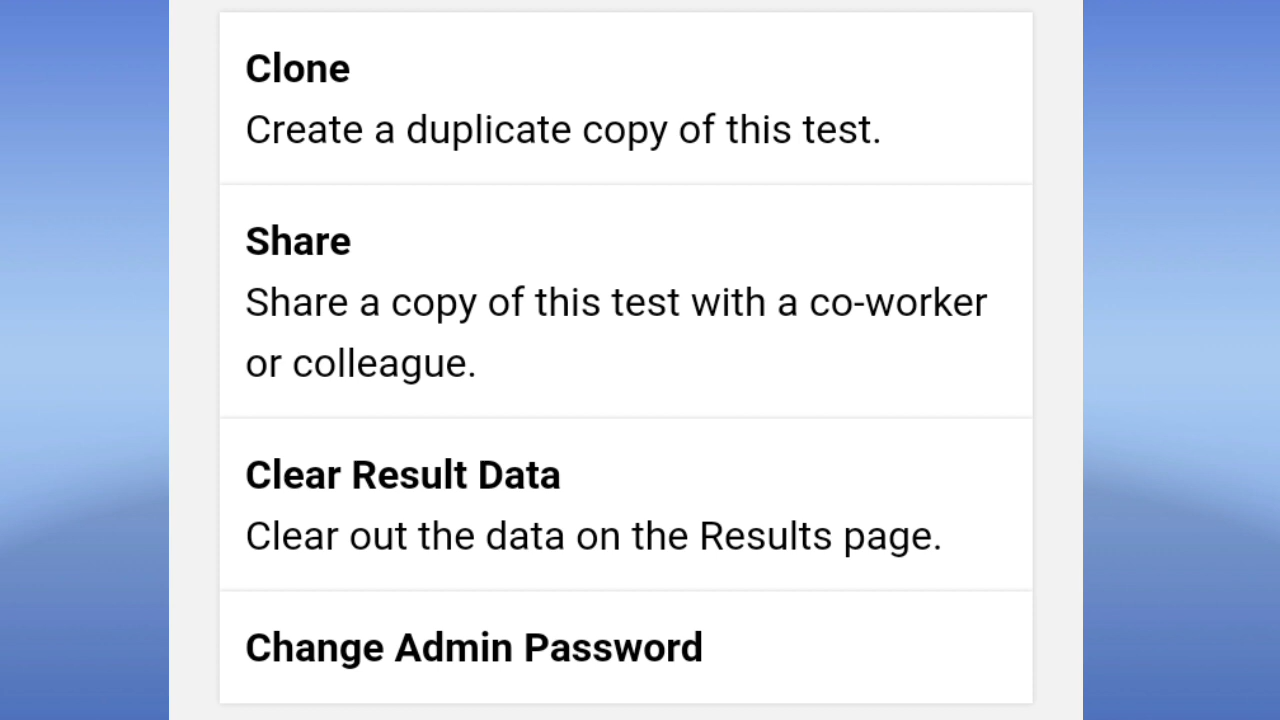 Clone
Create a duplicate copy of this test.
Share
Share a copy of this test with a co-worker
or colleague.
Clear Result Data
Clear out the data on the Results page.
Change Admin Password